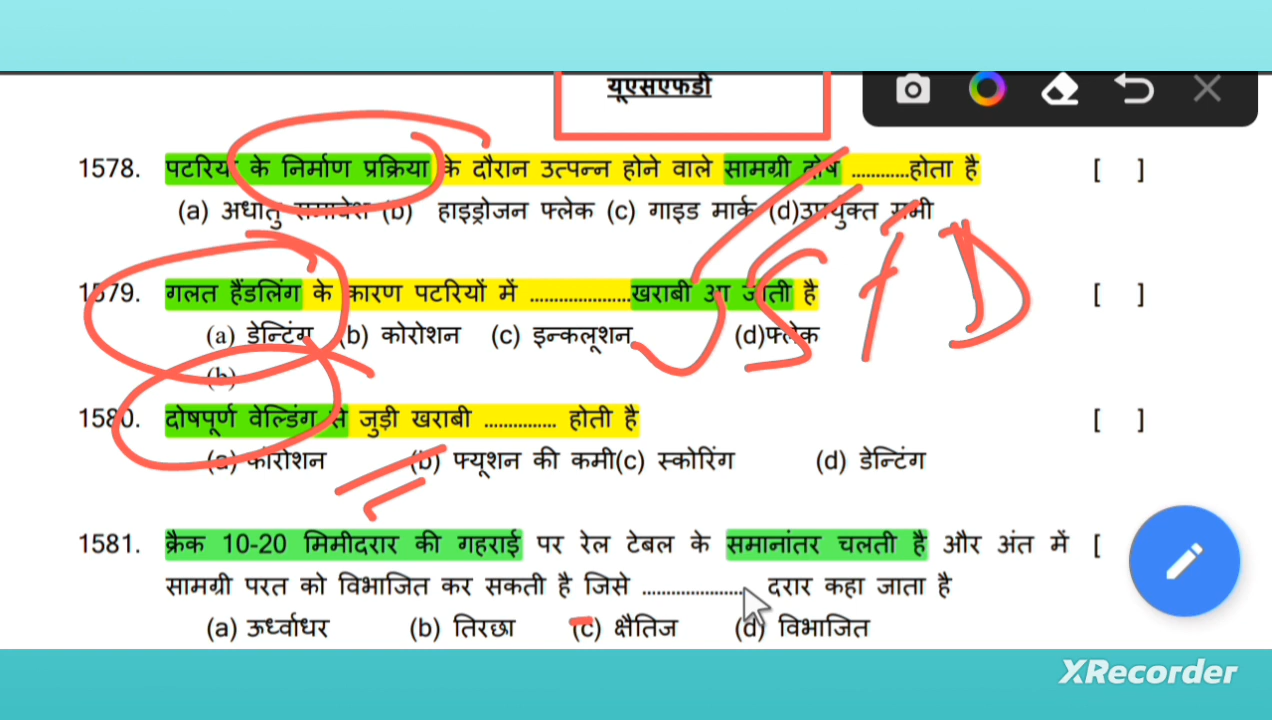 यूएसएफडी
1578. पटरियों के निर्माण प्रक्रिया के दौरान उत्पन्न होने वाले सामग्री दोष ............होता है [ ]
(a) अधातु समावेश (b) हाइड्रोजन फ्लेक (c) गाइड मार्क (d)उपर्युक्त सभी
1579. गलत हैंडलिंग के कारण पटरियों में ......................खराबी आ जाती है [ ]
(a) डेन्टिंग (b) कोरोशन (c) इन्कलूशन (d)फ्लेक
(b)
USFD
1580. दोषपूर्ण वेल्डिंग से जुड़ी खराबी ............... होती है [ ]
(a) कोरोशन (b) फ्यूशन की कमी(c) स्कोरिंग (d) डेन्टिंग
1581. क्रैक 10-20 मिमीदरार की गहराई पर रेल टेबल के समानांतर चलती है और अंत में [
सामग्री परत को विभाजित कर सकती है जिसे ...................... दरार कहा जाता है
(a) ऊर्ध्वाधर (b) तिरछा (c) क्षैतिज (d) विभाजित
XRecorder